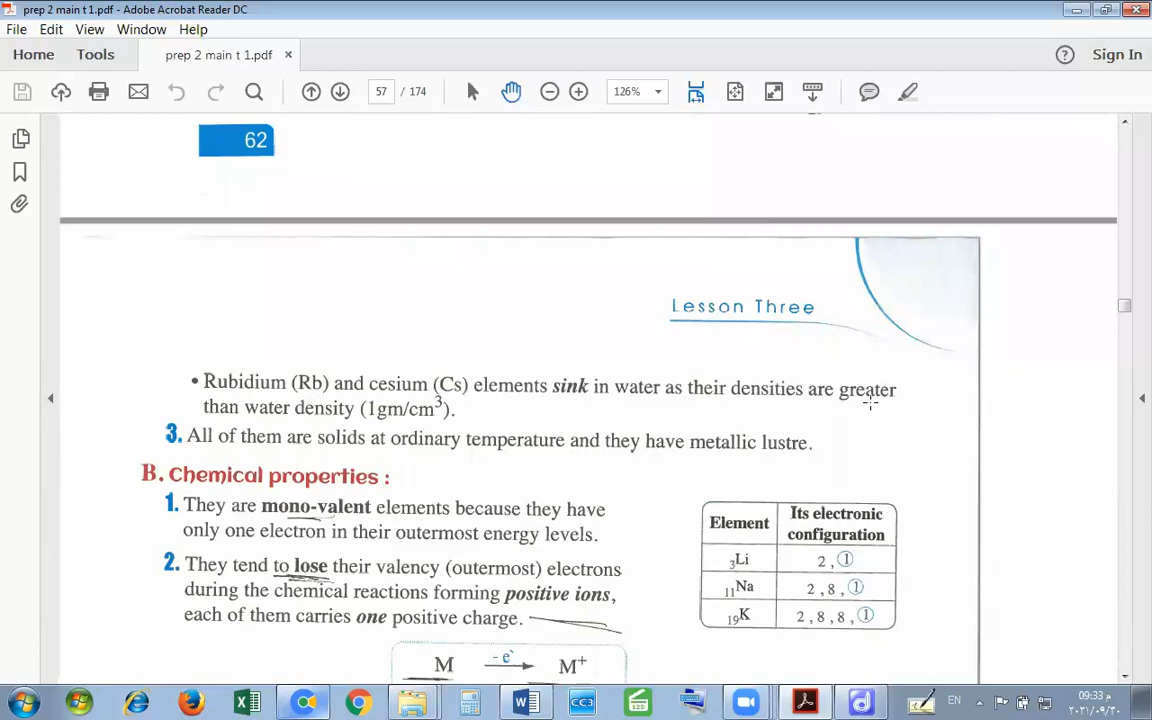 prep 2 main t 1.pdf - Adobe Acrobat Reader DC
File Edit View Window Help
Home Tools prep 2 main t 1.pdf × Sign In
57 / 174 126%
62
Lesson Three
• Rubidium (Rb) and cesium (Cs) elements sink in water as their densities are greater
than water density (1gm/cm³).
3. All of them are solids at ordinary temperature and they have metallic lustre.
B. Chemical properties :
1. They are mono-valent elements because they have
only one electron in their outermost energy levels.
2. They tend to lose their valency (outermost) electrons
during the chemical reactions forming positive ions,
each of them carries one positive charge.
Element Its electronic
configuration
₃Li 2 , 1
₁₁Na 2 , 8 , 1
₁₉K 2 , 8 , 8 , 1
M - e⁻ → M⁺
CC3
123
EN
09:33 م
٢٠٢١/٠٩/٢٠